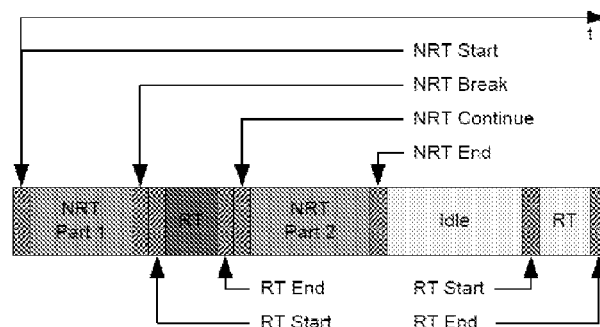 t
NRT Start
NRT Break
NRT Continue
NRT End
NRT
Part 1
RT
NRT
Part 2
Idle
RT
RT End
RT Start
RT Start
RT End